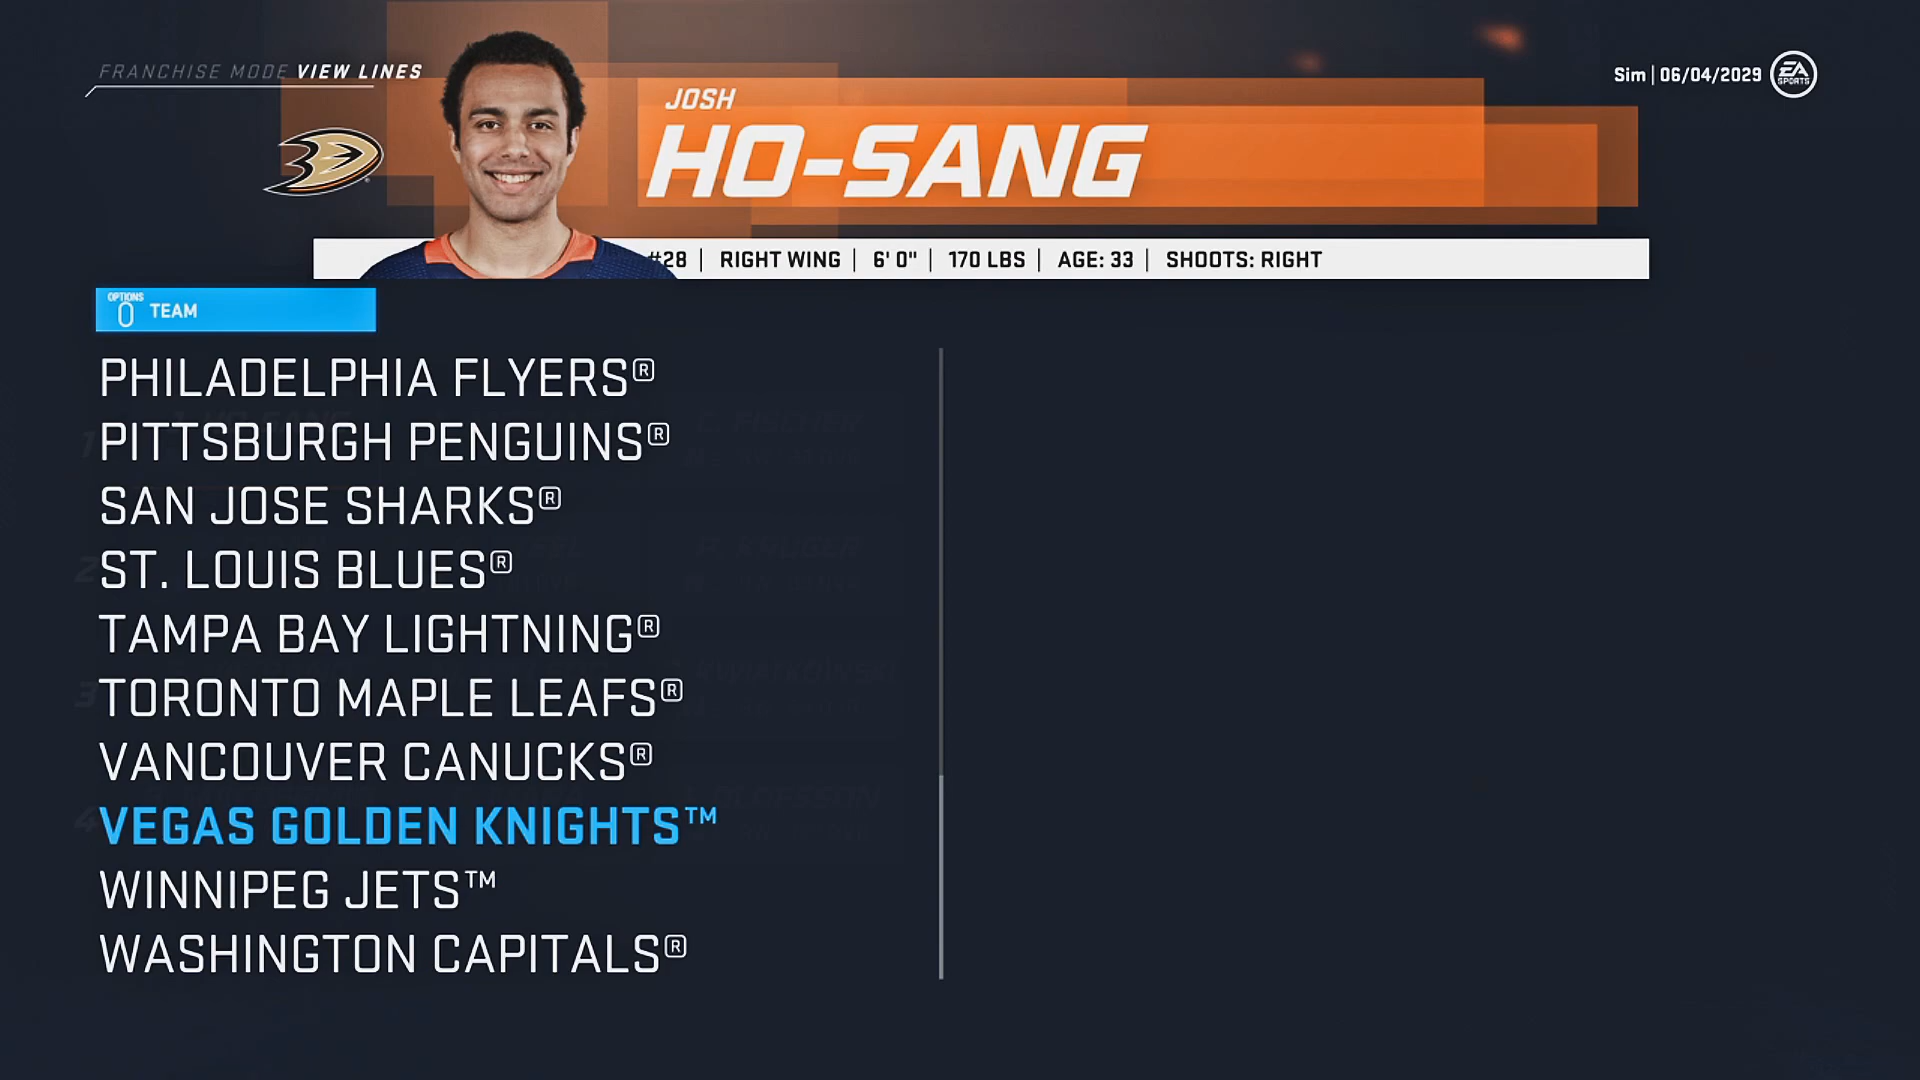 FRANCHISE MODE VIEW LINES
Sim | 06/04/2029
EA SPORTS
JOSH
HO-SANG
#28 | RIGHT WING | 6' 0" | 170 LBS | AGE: 33 | SHOOTS: RIGHT
OPTIONS
TEAM
PHILADELPHIA FLYERS®
PITTSBURGH PENGUINS®
SAN JOSE SHARKS®
ST. LOUIS BLUES®
TAMPA BAY LIGHTNING®
TORONTO MAPLE LEAFS®
VANCOUVER CANUCKS®
VEGAS GOLDEN KNIGHTS™
WINNIPEG JETS™
WASHINGTON CAPITALS®